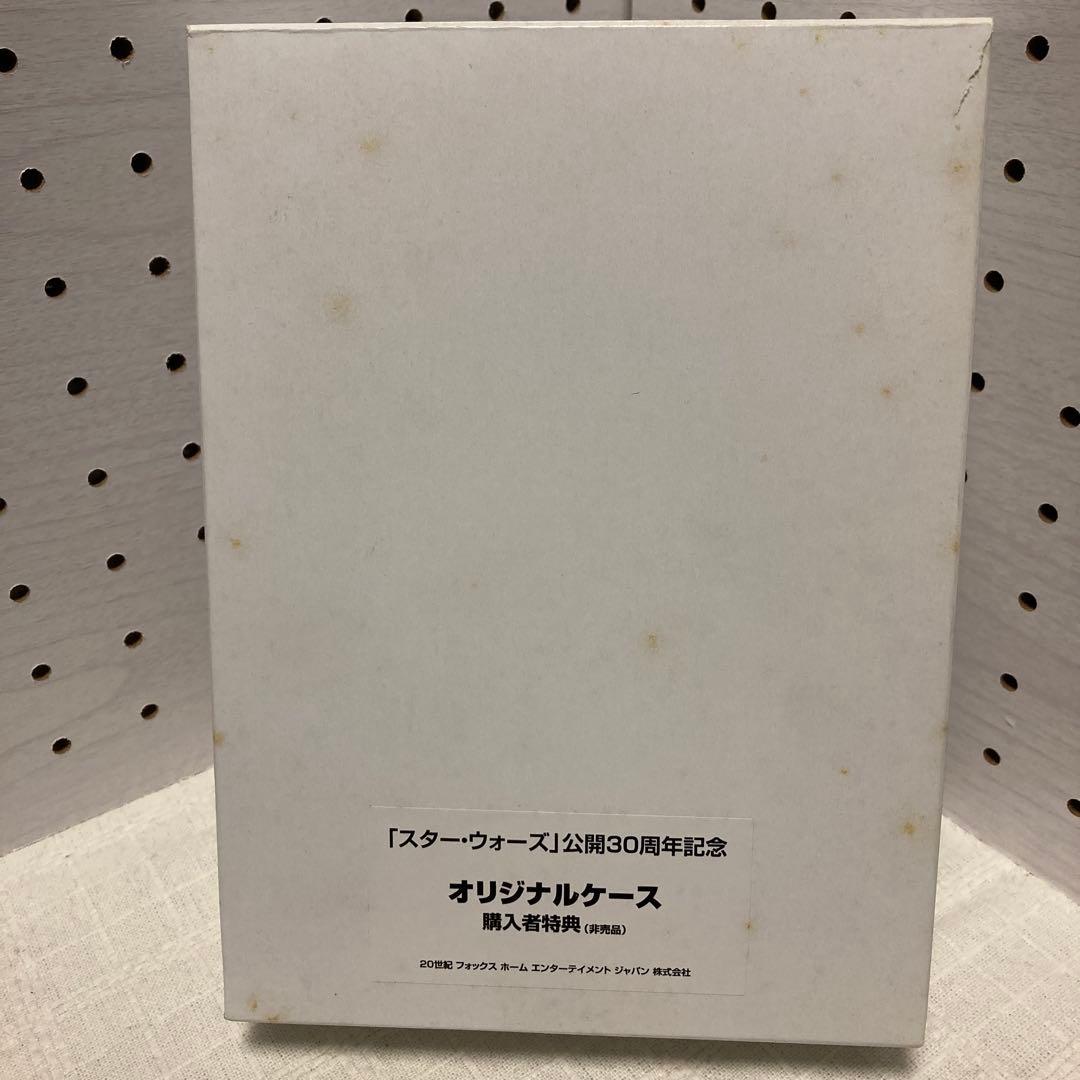 「スター・ウォーズ」公開30周年記念
オリジナルケース
購入者特典(非売品)
20世紀 フォックス ホーム エンターテイメント ジャパン 株式会社